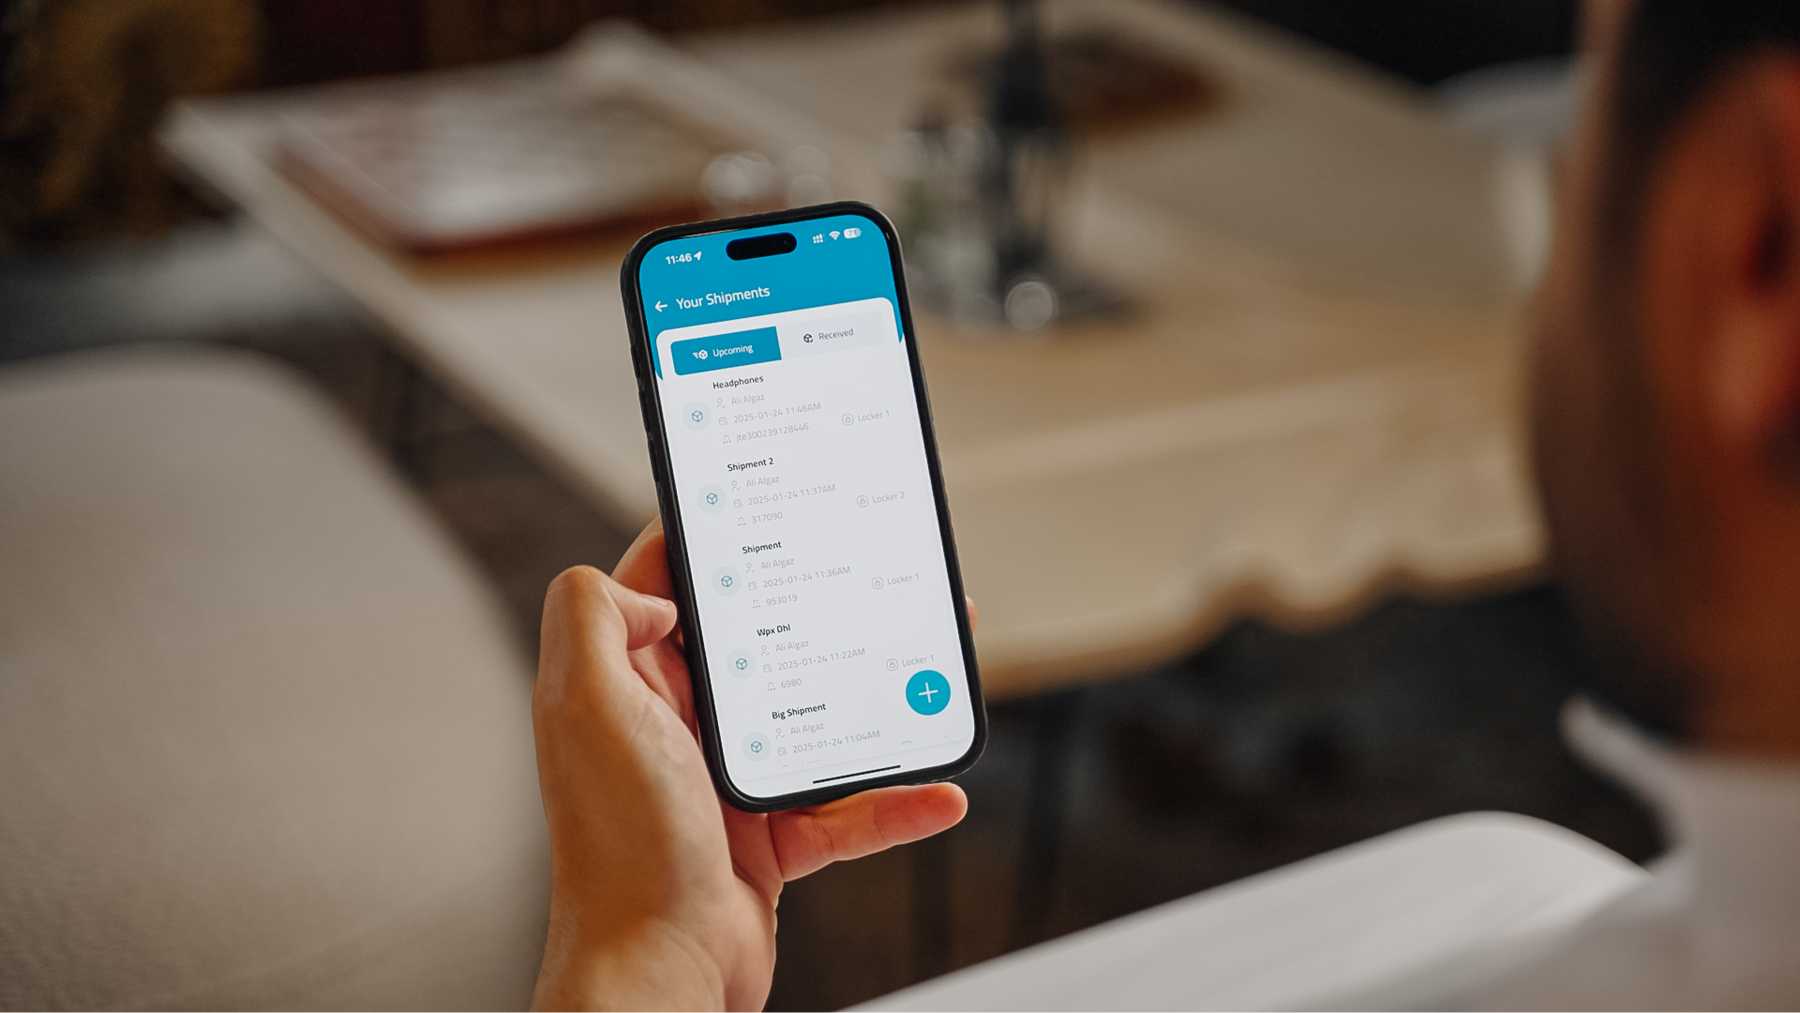 11:46
Your Shipments
Upcoming
Received
Headphones
Ali Algaz
2025-01-24 11:46AM
Locker 1
jte300239128446
Shipment 2
Ali Algaz
2025-01-24 11:37AM
Locker 2
317090
Shipment
Ali Algaz
2025-01-24 11:36AM
Locker 1
953019
Wpx Dhl
Ali Algaz
2025-01-24 11:22AM
Locker 1
6980
Big Shipment
Ali Algaz
2025-01-24 11:04AM